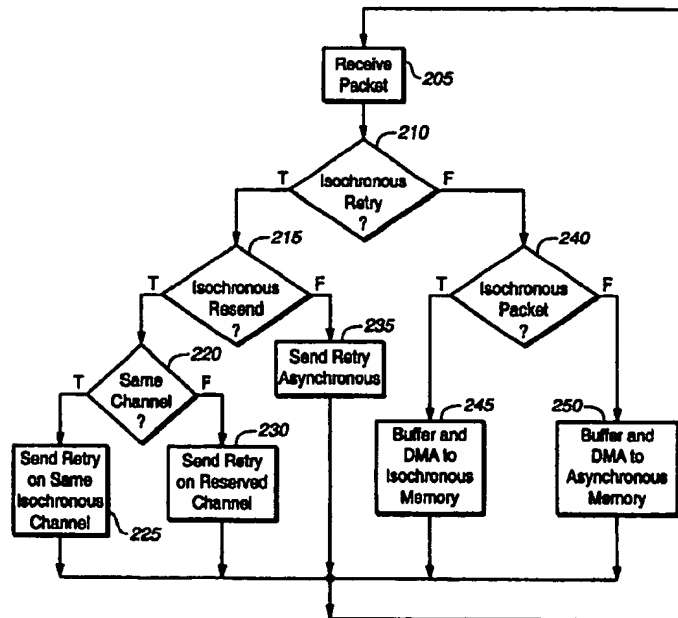 Receive
Packet
205
210
T
Isochronous
Retry
?
F
215
T
Isochronous
Resend
?
F
240
T
Isochronous
Packet
?
F
220
T
Same
Channel
?
F
235
Send Retry
Asynchronous
Send Retry
on Same
Isochronous
Channel
225
230
Send Retry
on Reserved
Channel
245
Buffer and
DMA to
Isochronous
Memory
250
Buffer and
DMA to
Asynchronous
Memory